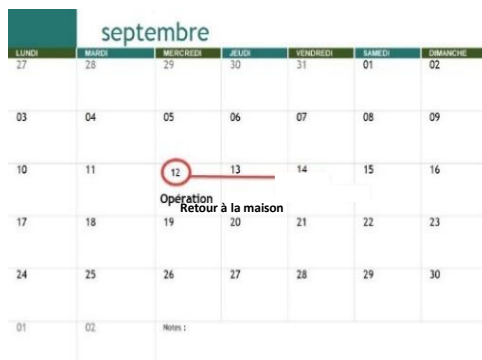 septembre
LUNDI MARDI MERCREDI JEUDI VENDREDI SAMEDI DIMANCHE
27 28 29 30 31 01 02
03 04 05 06 07 08 09
10 11 12 13 14 15 16
Opération
Retour à la maison
17 18 19 20 21 22 23
24 25 26 27 28 29 30
01 02 Notes :